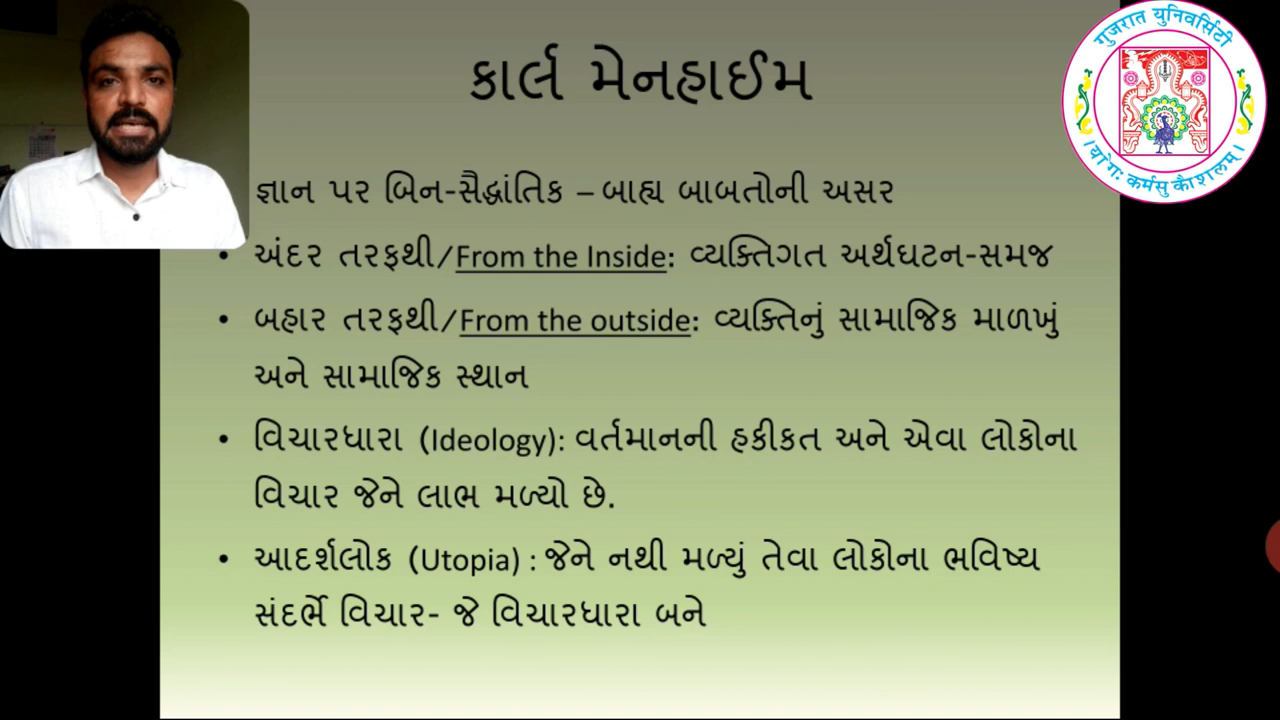 કાર્લ મેનહાઈમ
ગુજરાત યુનિવર્સિટી
જ્ઞાન પર બિન-સૈદ્ધાંતિક – બાહ્ય બાબતોની અસર
• અંદર તરફથી/From the Inside: વ્યક્તિગત અર્થઘટન-સમજ
• બહાર તરફથી/From the outside: વ્યક્તિનું સામાજિક માળખું
અને સામાજિક સ્થાન
• વિચારધારા (Ideology): વર્તમાનની હકીકત અને એવા લોકોના
વિચાર જેને લાભ મળ્યો છે.
• આદર્શલોક (Utopia) : જેને નથી મળ્યું તેવા લોકોના ભવિષ્ય
સંદર્ભે વિચાર- જે વિચારધારા બને
। योगः कर्मसु कौशलम् ।